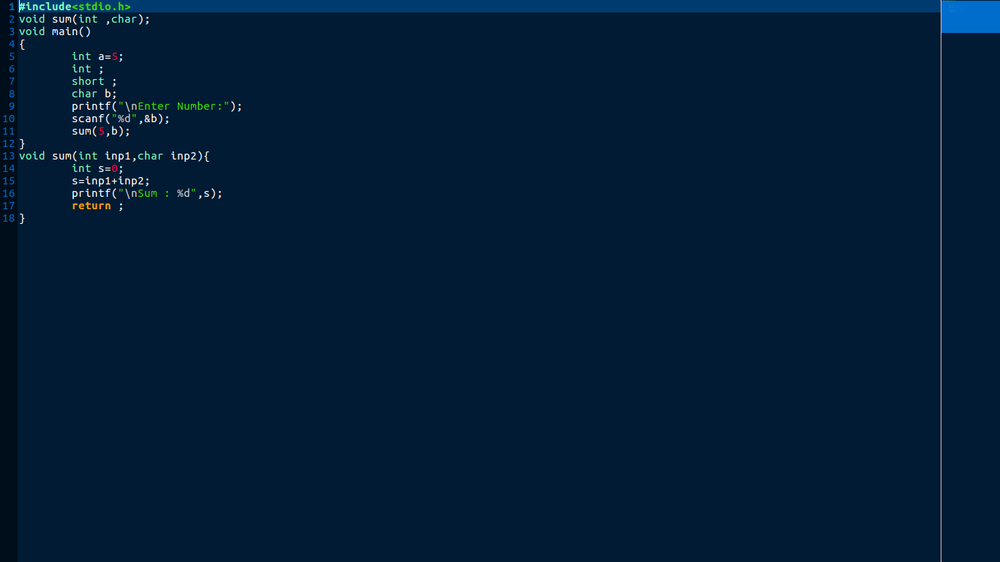 1 #include<stdio.h>
2 void sum(int ,char);
3 void main()
4 {
5         int a=5;
6         int ;
7         short ;
8         char b;
9         printf("\nEnter Number:");
10         scanf("%d",&b);
11         sum(5,b);
12 }
13 void sum(int inp1,char inp2){
14         int s=0;
15         s=inp1+inp2;
16         printf("\nSum : %d",s);
17         return ;
18 }